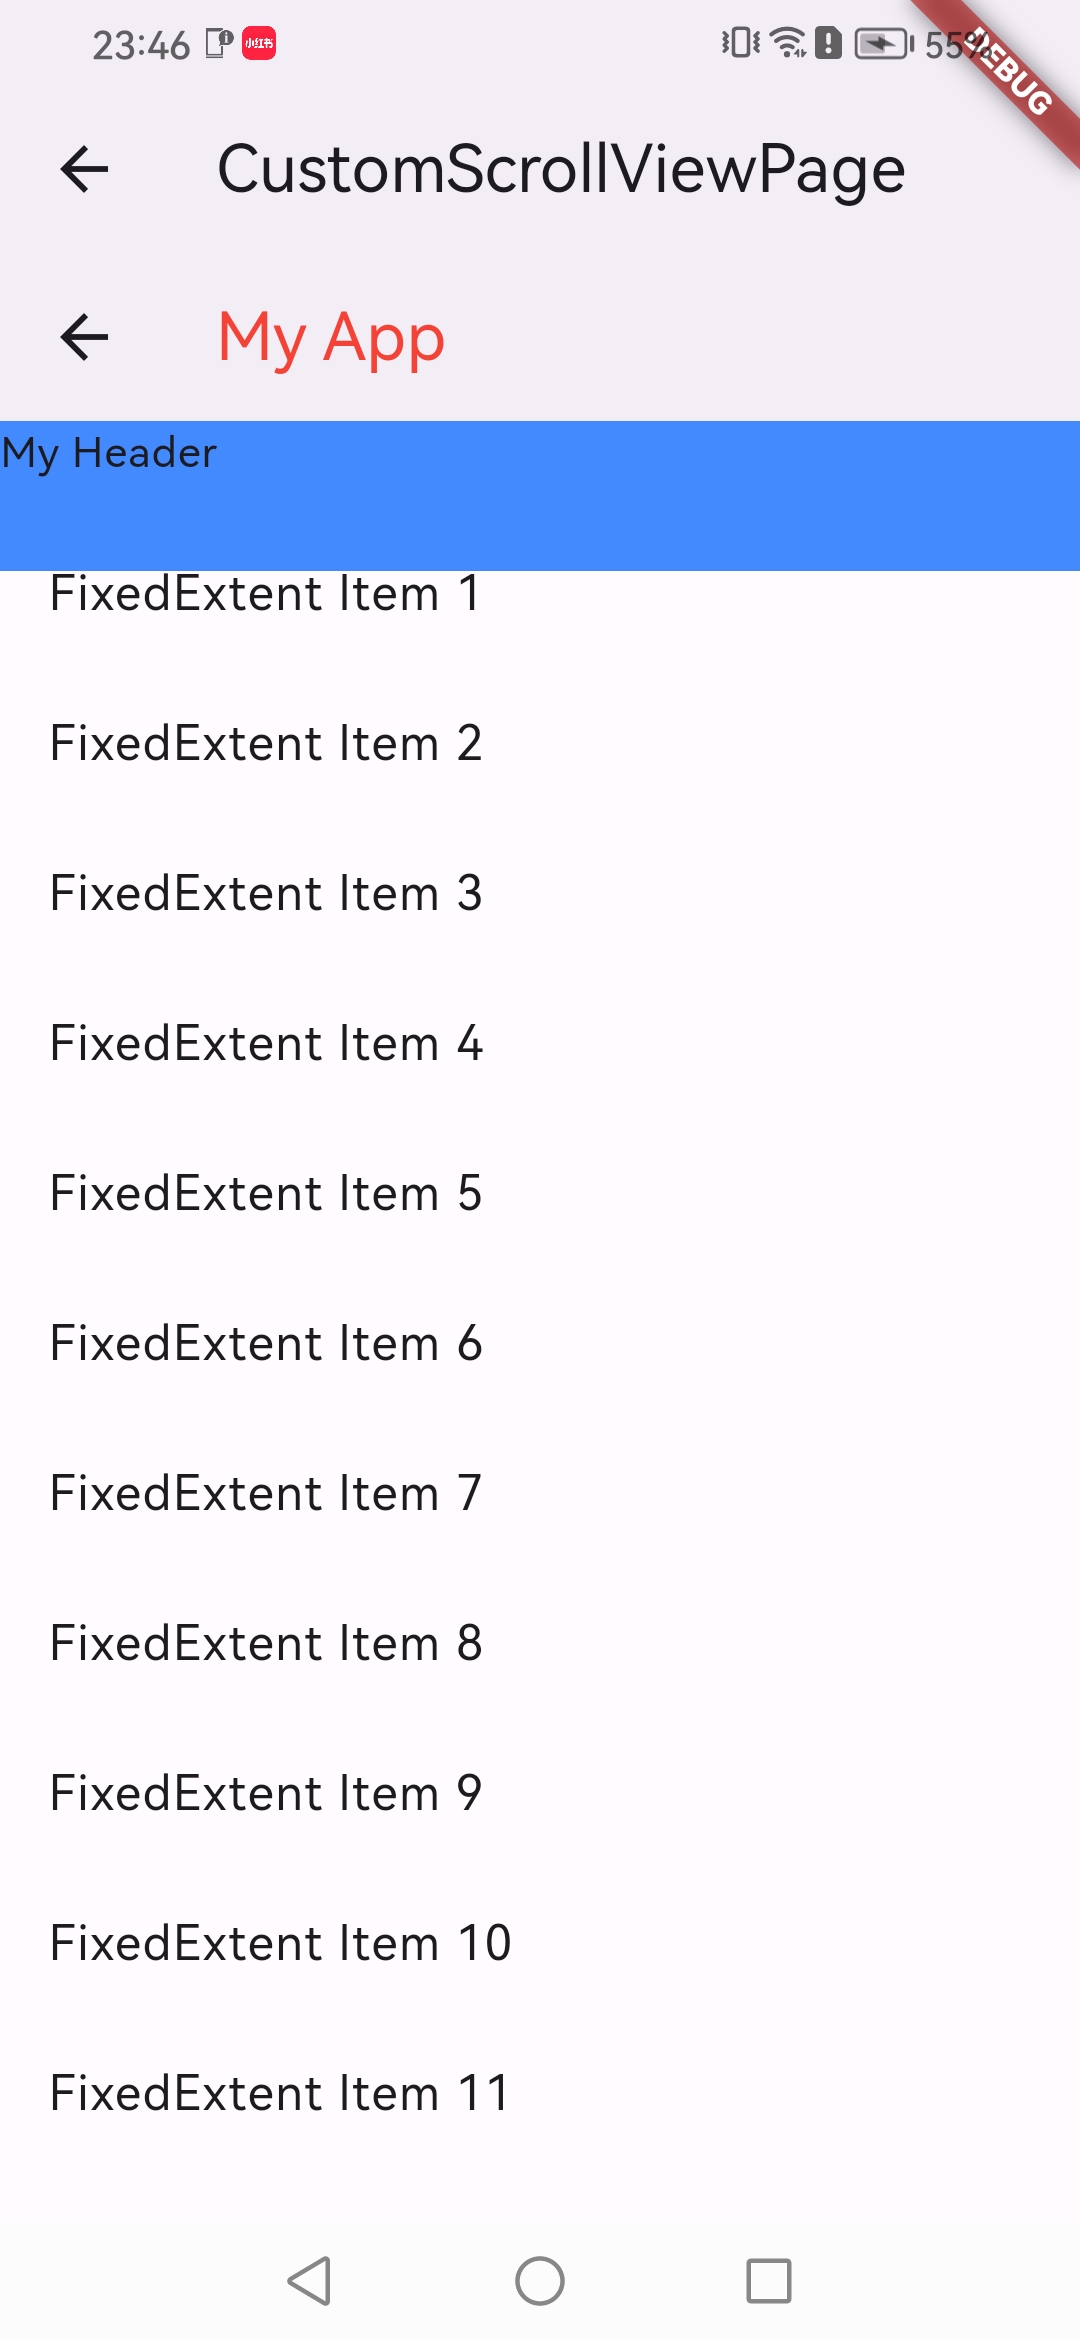 23:46 小红书 55%
DEBUG
CustomScrollViewPage
My App
My Header
FixedExtent Item 1
FixedExtent Item 2
FixedExtent Item 3
FixedExtent Item 4
FixedExtent Item 5
FixedExtent Item 6
FixedExtent Item 7
FixedExtent Item 8
FixedExtent Item 9
FixedExtent Item 10
FixedExtent Item 11